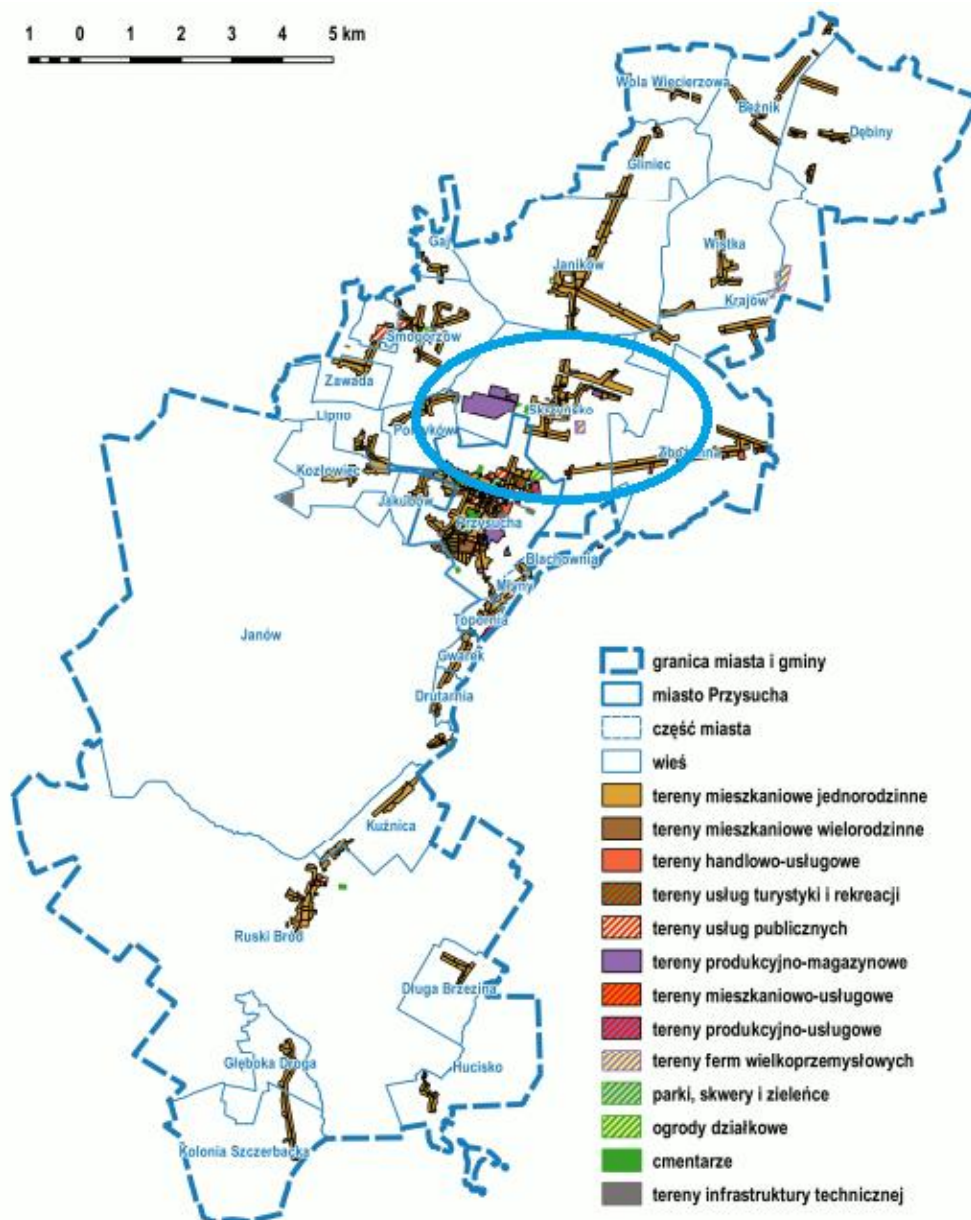 1 0 1 2 3 4 5 km
Wola Wiecierzowa
Beźnik
Dębiny
Gliniec
Gaj
Janików
Wistka
Krajów
Smogorzów
Zawada
Lipno
Skrzyńsko
Zbożenna
Kozłowiec
Jakubów
Przysucha
Blachownia
Młyny
Topornia
Janów
Gwarek
Drutarnia
Kuźnica
Ruski Bród
Długa Brzezina
Głęboka Droga
Hucisko
Kolonia Szczerbacka
granica miasta i gminy
miasto Przysucha
część miasta
wieś
tereny mieszkaniowe jednorodzinne
tereny mieszkaniowe wielorodzinne
tereny handlowo-usługowe
tereny usług turystyki i rekreacji
tereny usług publicznych
tereny produkcyjno-magazynowe
tereny mieszkaniowo-usługowe
tereny produkcyjno-usługowe
tereny ferm wielkoprzemysłowych
parki, skwery i zieleńce
ogrody działkowe
cmentarze
tereny infrastruktury technicznej